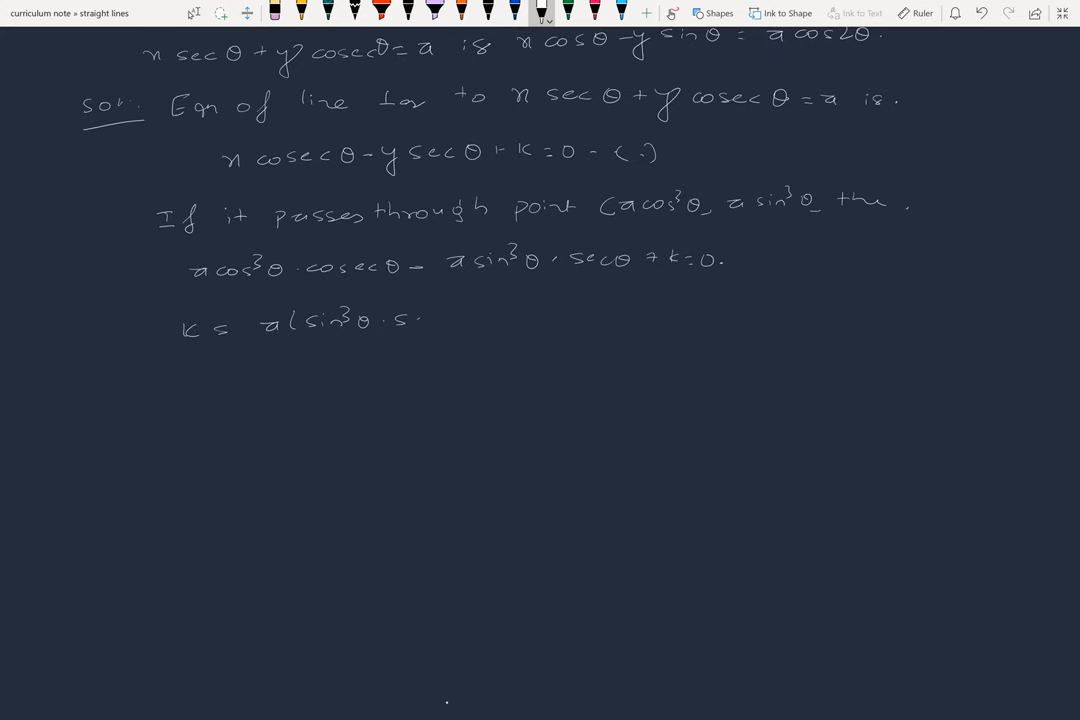 curriculum note » straight lines
Shapes Ink to Shape Ink to Text Ruler
x sec θ + y cosec θ = a is x cos θ - y sin θ = a cos 2θ.
Sol. Eqn of line ⊥ar to x sec θ + y cosec θ = a is.
x cosec θ - y sec θ + K = 0 - (.)
If it passes through point (a cos³θ, a sin³θ, the
a cos³θ . cosec θ - a sin³θ . sec θ + K = 0.
K = a ( sin³θ . s